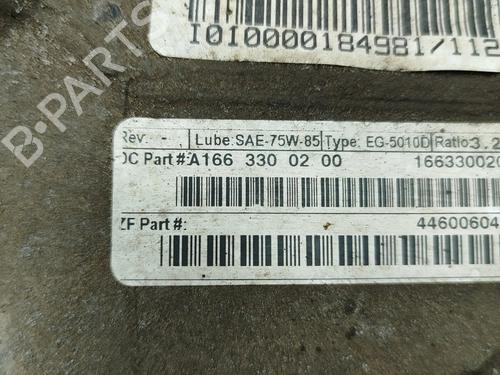 I010000184981/112
B-PARTS
Rev: - Lube:SAE-75W-85 Type: EG-5010D Ratio:3.2
DC Part#:A166 330 02 00 166330020
ZF Part #: 44600604